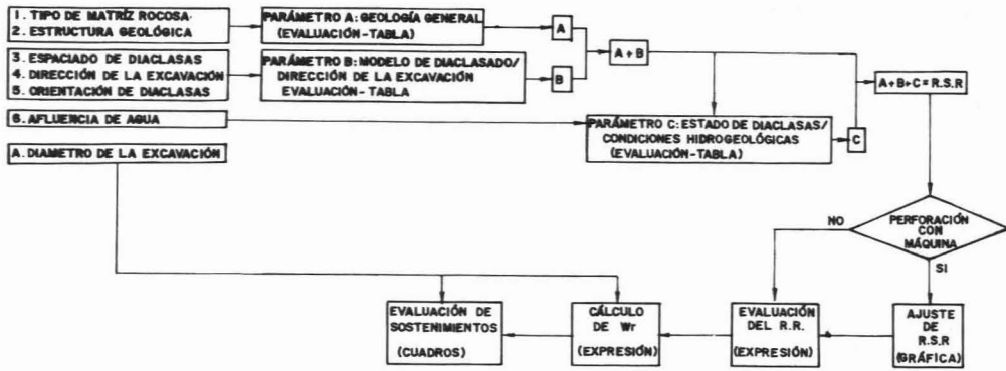 1. TIPO DE MATRÍZ ROCOSA.
2. ESTRUCTURA GEOLÓGICA
PARÁMETRO A: GEOLOGÍA GENERAL
(EVALUACIÓN-TABLA)
A
3. ESPACIADO DE DIACLASAS
4. DIRECCIÓN DE LA EXCAVACIÓN
5. ORIENTACIÓN DE DIACLASAS
PARÁMETRO B: MODELO DE DIACLASADO/
DIRECCIÓN DE LA EXCAVACIÓN
EVALUACIÓN-TABLA
B
A+B
A+B+C=R.S.R
6. AFLUENCIA DE AGUA
PARÁMETRO C: ESTADO DE DIACLASAS/
CONDICIONES HIDROGEOLÓGICAS
(EVALUACIÓN-TABLA)
C
A. DIAMETRO DE LA EXCAVACIÓN
NO
PERFORACIÓN
CON
MÁQUINA
SI
EVALUACIÓN DE
SOSTENIMIENTOS
(CUADROS)
CÁLCULO
DE Wr
(EXPRESIÓN)
EVALUACIÓN
DEL R.R.
(EXPRESIÓN)
AJUSTE
DE
R.S.R
(GRÁFICA)